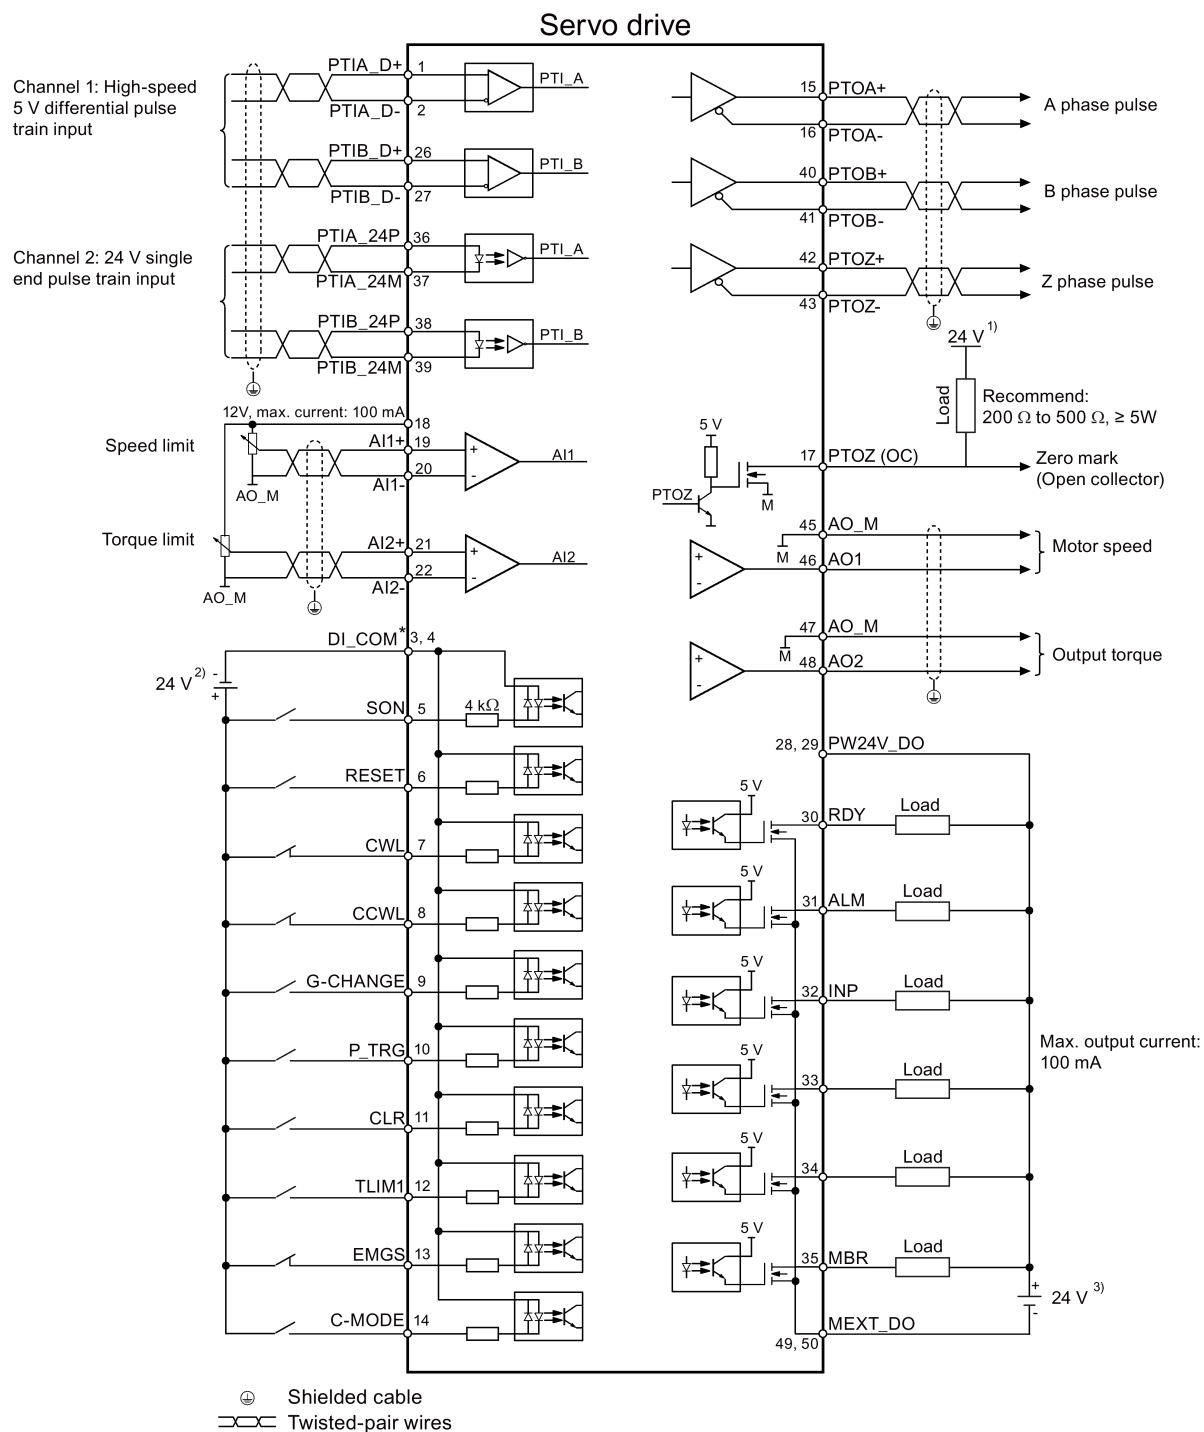 Servo drive
Channel 1: High-speed
5 V differential pulse
train input
PTIA_D+
1
PTIA_D-
2
PTI_A
PTIB_D+
26
PTIB_D-
27
PTI_B
Channel 2: 24 V single
end pulse train input
PTIA_24P
36
PTIA_24M
37
PTI_A
PTIB_24P
38
PTIB_24M
39
PTI_B
12V, max. current: 100 mA
18
Speed limit
AI1+
19
AI1-
20
+
-
AI1
AO_M
Torque limit
AI2+
21
AI2-
22
+
-
AI2
AO_M
DI_COM*
3, 4
24 V 2)
-
+
SON
5
4 kΩ
RESET
6
CWL
7
CCWL
8
G-CHANGE
9
P_TRG
10
CLR
11
TLIM1
12
EMGS
13
C-MODE
14
15
PTOA+
16
PTOA-
A phase pulse
40
PTOB+
41
PTOB-
B phase pulse
42
PTOZ+
43
PTOZ-
Z phase pulse
24 V 1)
Load
Recommend:
200 Ω to 500 Ω, ≥ 5W
5 V
PTOZ
M
17
PTOZ (OC)
Zero mark
(Open collector)
45
AO_M
M
+
-
46
AO1
Motor speed
47
AO_M
M
+
-
48
AO2
Output torque
28, 29
PW24V_DO
5 V
30
RDY
Load
5 V
31
ALM
Load
5 V
32
INP
Load
Max. output current:
100 mA
5 V
33
Load
5 V
34
Load
5 V
35
MBR
Load
+
24 V 3)
-
MEXT_DO
49, 50
Shielded cable
Twisted-pair wires